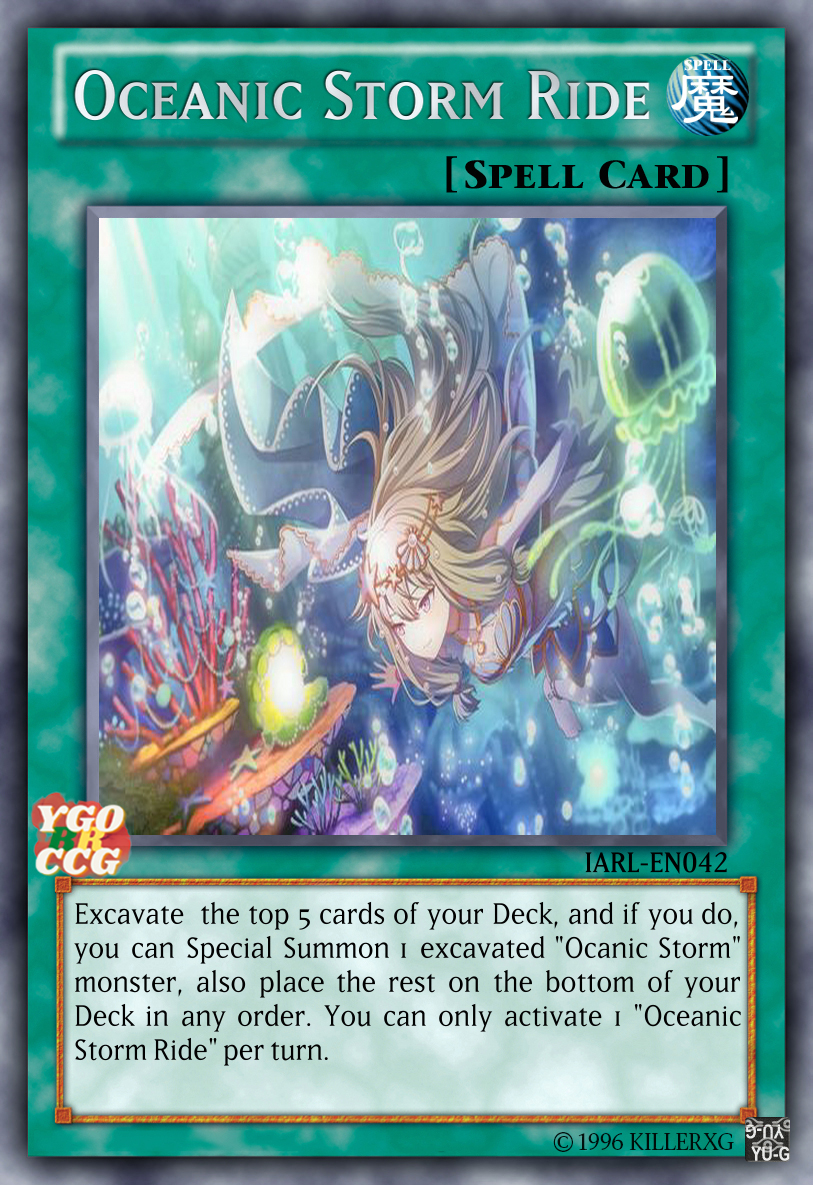 OCEANIC STORM RIDE
SPELL
魔
[SPELL CARD]
YGO
RR
CCG
IARL-EN042
Excavate the top 5 cards of your Deck, and if you do,
you can Special Summon 1 excavated "Ocanic Storm"
monster, also place the rest on the bottom of your
Deck in any order. You can only activate 1 "Oceanic
Storm Ride" per turn.
© 1996 KILLERXG
YU-G